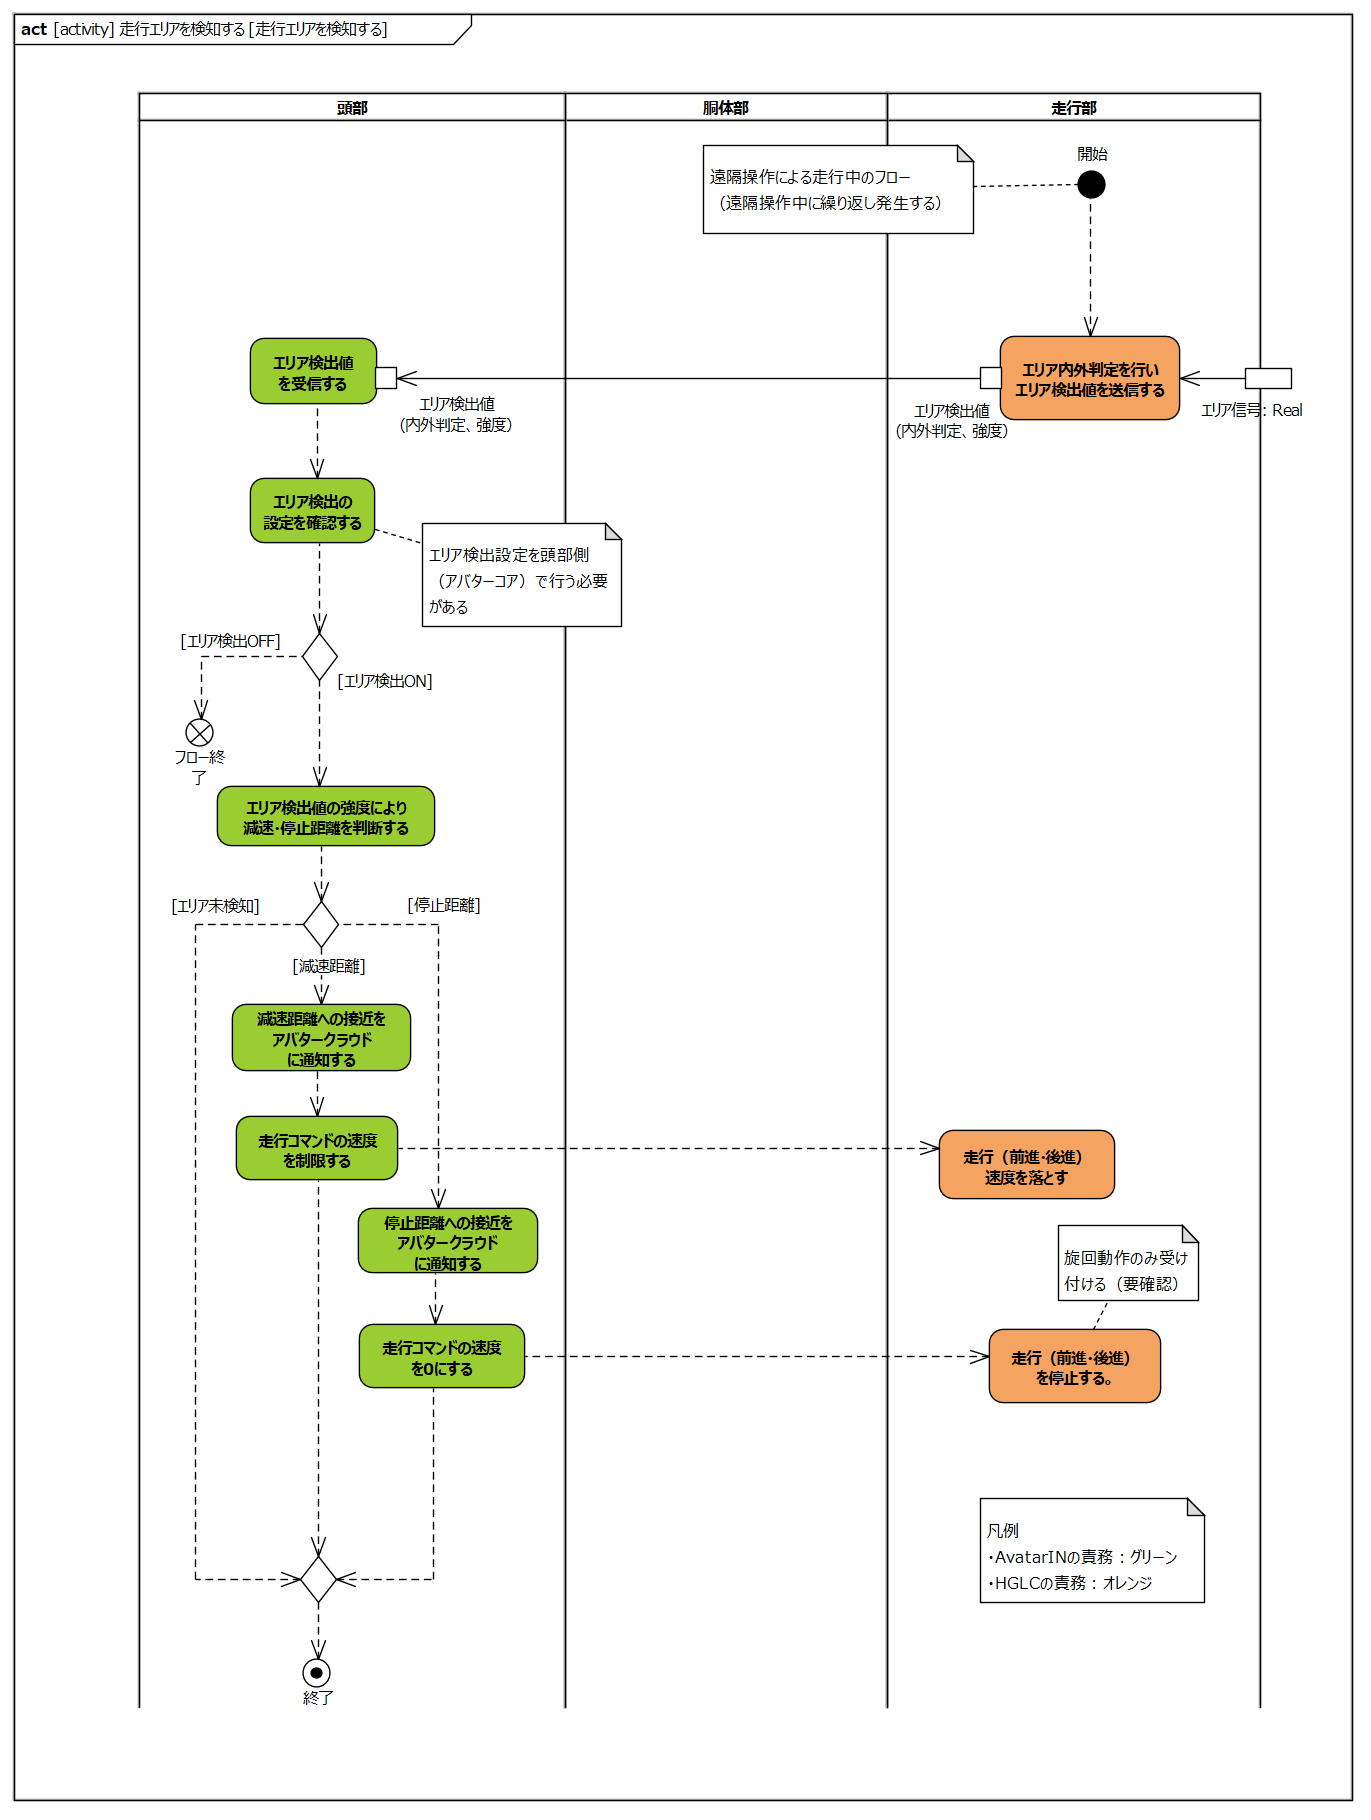 act [activity] 走行エリアを検知する [走行エリアを検知する]
頭部
胴体部
走行部
開始
遠隔操作による走行中のフロー
（遠隔操作中に繰り返し発生する）
エリア検出値
を受信する
エリア検出値
(内外判定、強度)
エリア検出値
(内外判定、強度)
エリア内外判定を行い
エリア検出値を送信する
エリア信号: Real
エリア検出の
設定を確認する
エリア検出設定を頭部側
（アバターコア）で行う必要
がある
[エリア検出OFF]
[エリア検出ON]
フロー終
了
エリア検出値の強度により
減速・停止距離を判断する
[エリア未検知]
[停止距離]
[減速距離]
減速距離への接近を
アバタークラウド
に通知する
走行コマンドの速度
を制限する
走行（前進・後進）
速度を落とす
停止距離への接近を
アバタークラウド
に通知する
旋回動作のみ受け
付ける（要確認）
走行コマンドの速度
を0にする
走行（前進・後進）
を停止する。
凡例
・AvatarINの責務：グリーン
・HGLCの責務：オレンジ
終了